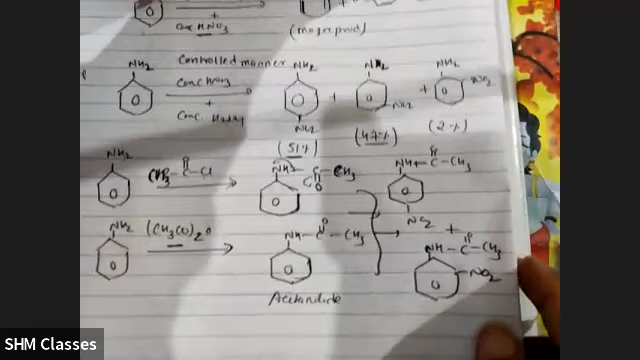 Conc HNO3
(major prod)
NH2 Controlled manner NH2 NH2 NH2
Conc HNO3 NO2
+ + + NO2
Conc H2SO4 NO2
(51%) (47%) (2%)
NH2 O NH2 C CH3 NH C CH3
CH3 C Cl O O
NO2
NH2 (CH3CO)2O NH - C - CH3 +
O NH - C - CH3
NO2
Acetanilide
SHM Classes